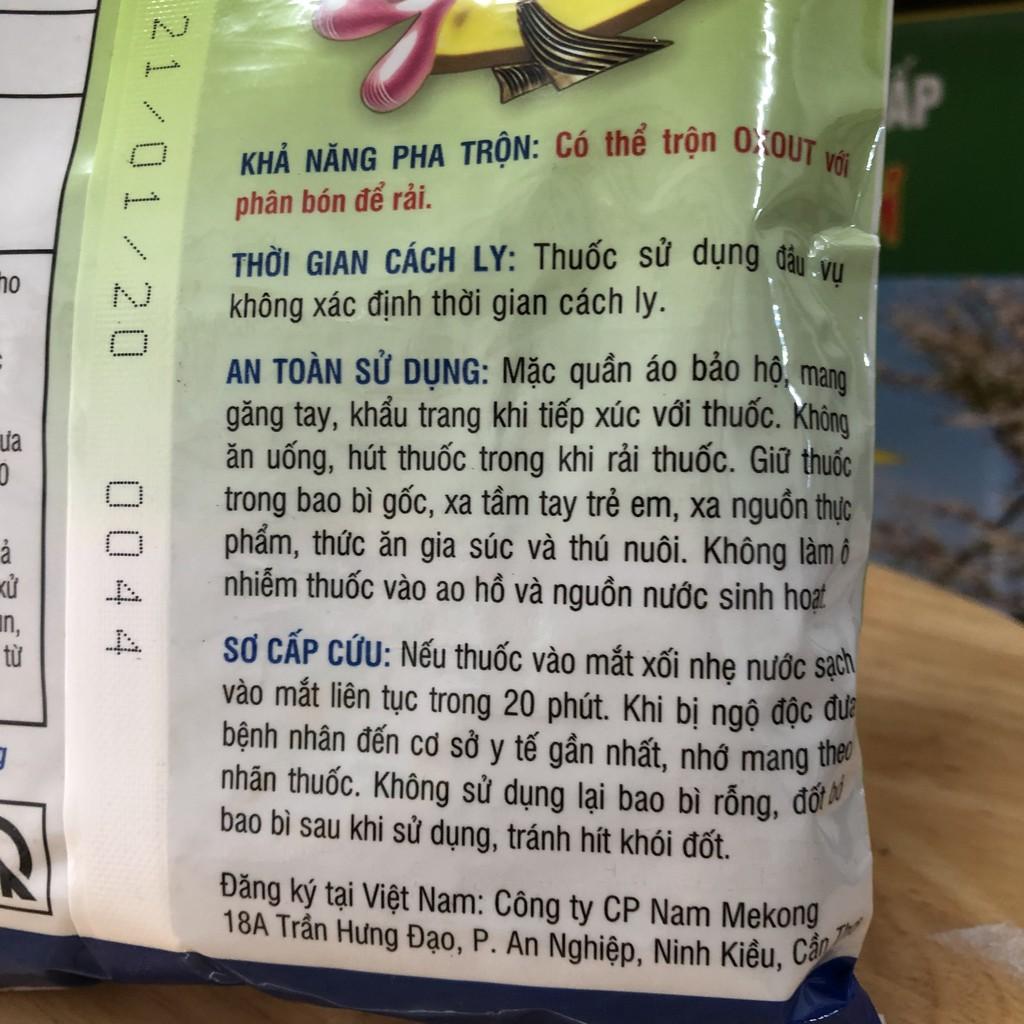 21/01/20 0044
KHẢ NĂNG PHA TRỘN: Có thể trộn OXOUT với
phân bón để rải.
THỜI GIAN CÁCH LY: Thuốc sử dụng đầu vụ
không xác định thời gian cách ly.
AN TOÀN SỬ DỤNG: Mặc quần áo bảo hộ, mang
găng tay, khẩu trang khi tiếp xúc với thuốc. Không
ăn uống, hút thuốc trong khi rải thuốc. Giữ thuốc
trong bao bì gốc, xa tầm tay trẻ em, xa nguồn thực
phẩm, thức ăn gia súc và thú nuôi. Không làm ô
nhiễm thuốc vào ao hồ và nguồn nước sinh hoạt
SƠ CẤP CỨU: Nếu thuốc vào mắt xối nhẹ nước sạch
vào mắt liên tục trong 20 phút. Khi bị ngộ độc đưa
bệnh nhân đến cơ sở y tế gần nhất, nhớ mang theo
nhãn thuốc. Không sử dụng lại bao bì rỗng, đốt bỏ
bao bì sau khi sử dụng, tránh hít khói đốt.
Đăng ký tại Việt Nam: Công ty CP Nam Mekong
18A Trần Hưng Đạo, P. An Nghiệp, Ninh Kiều, Cần Thơ